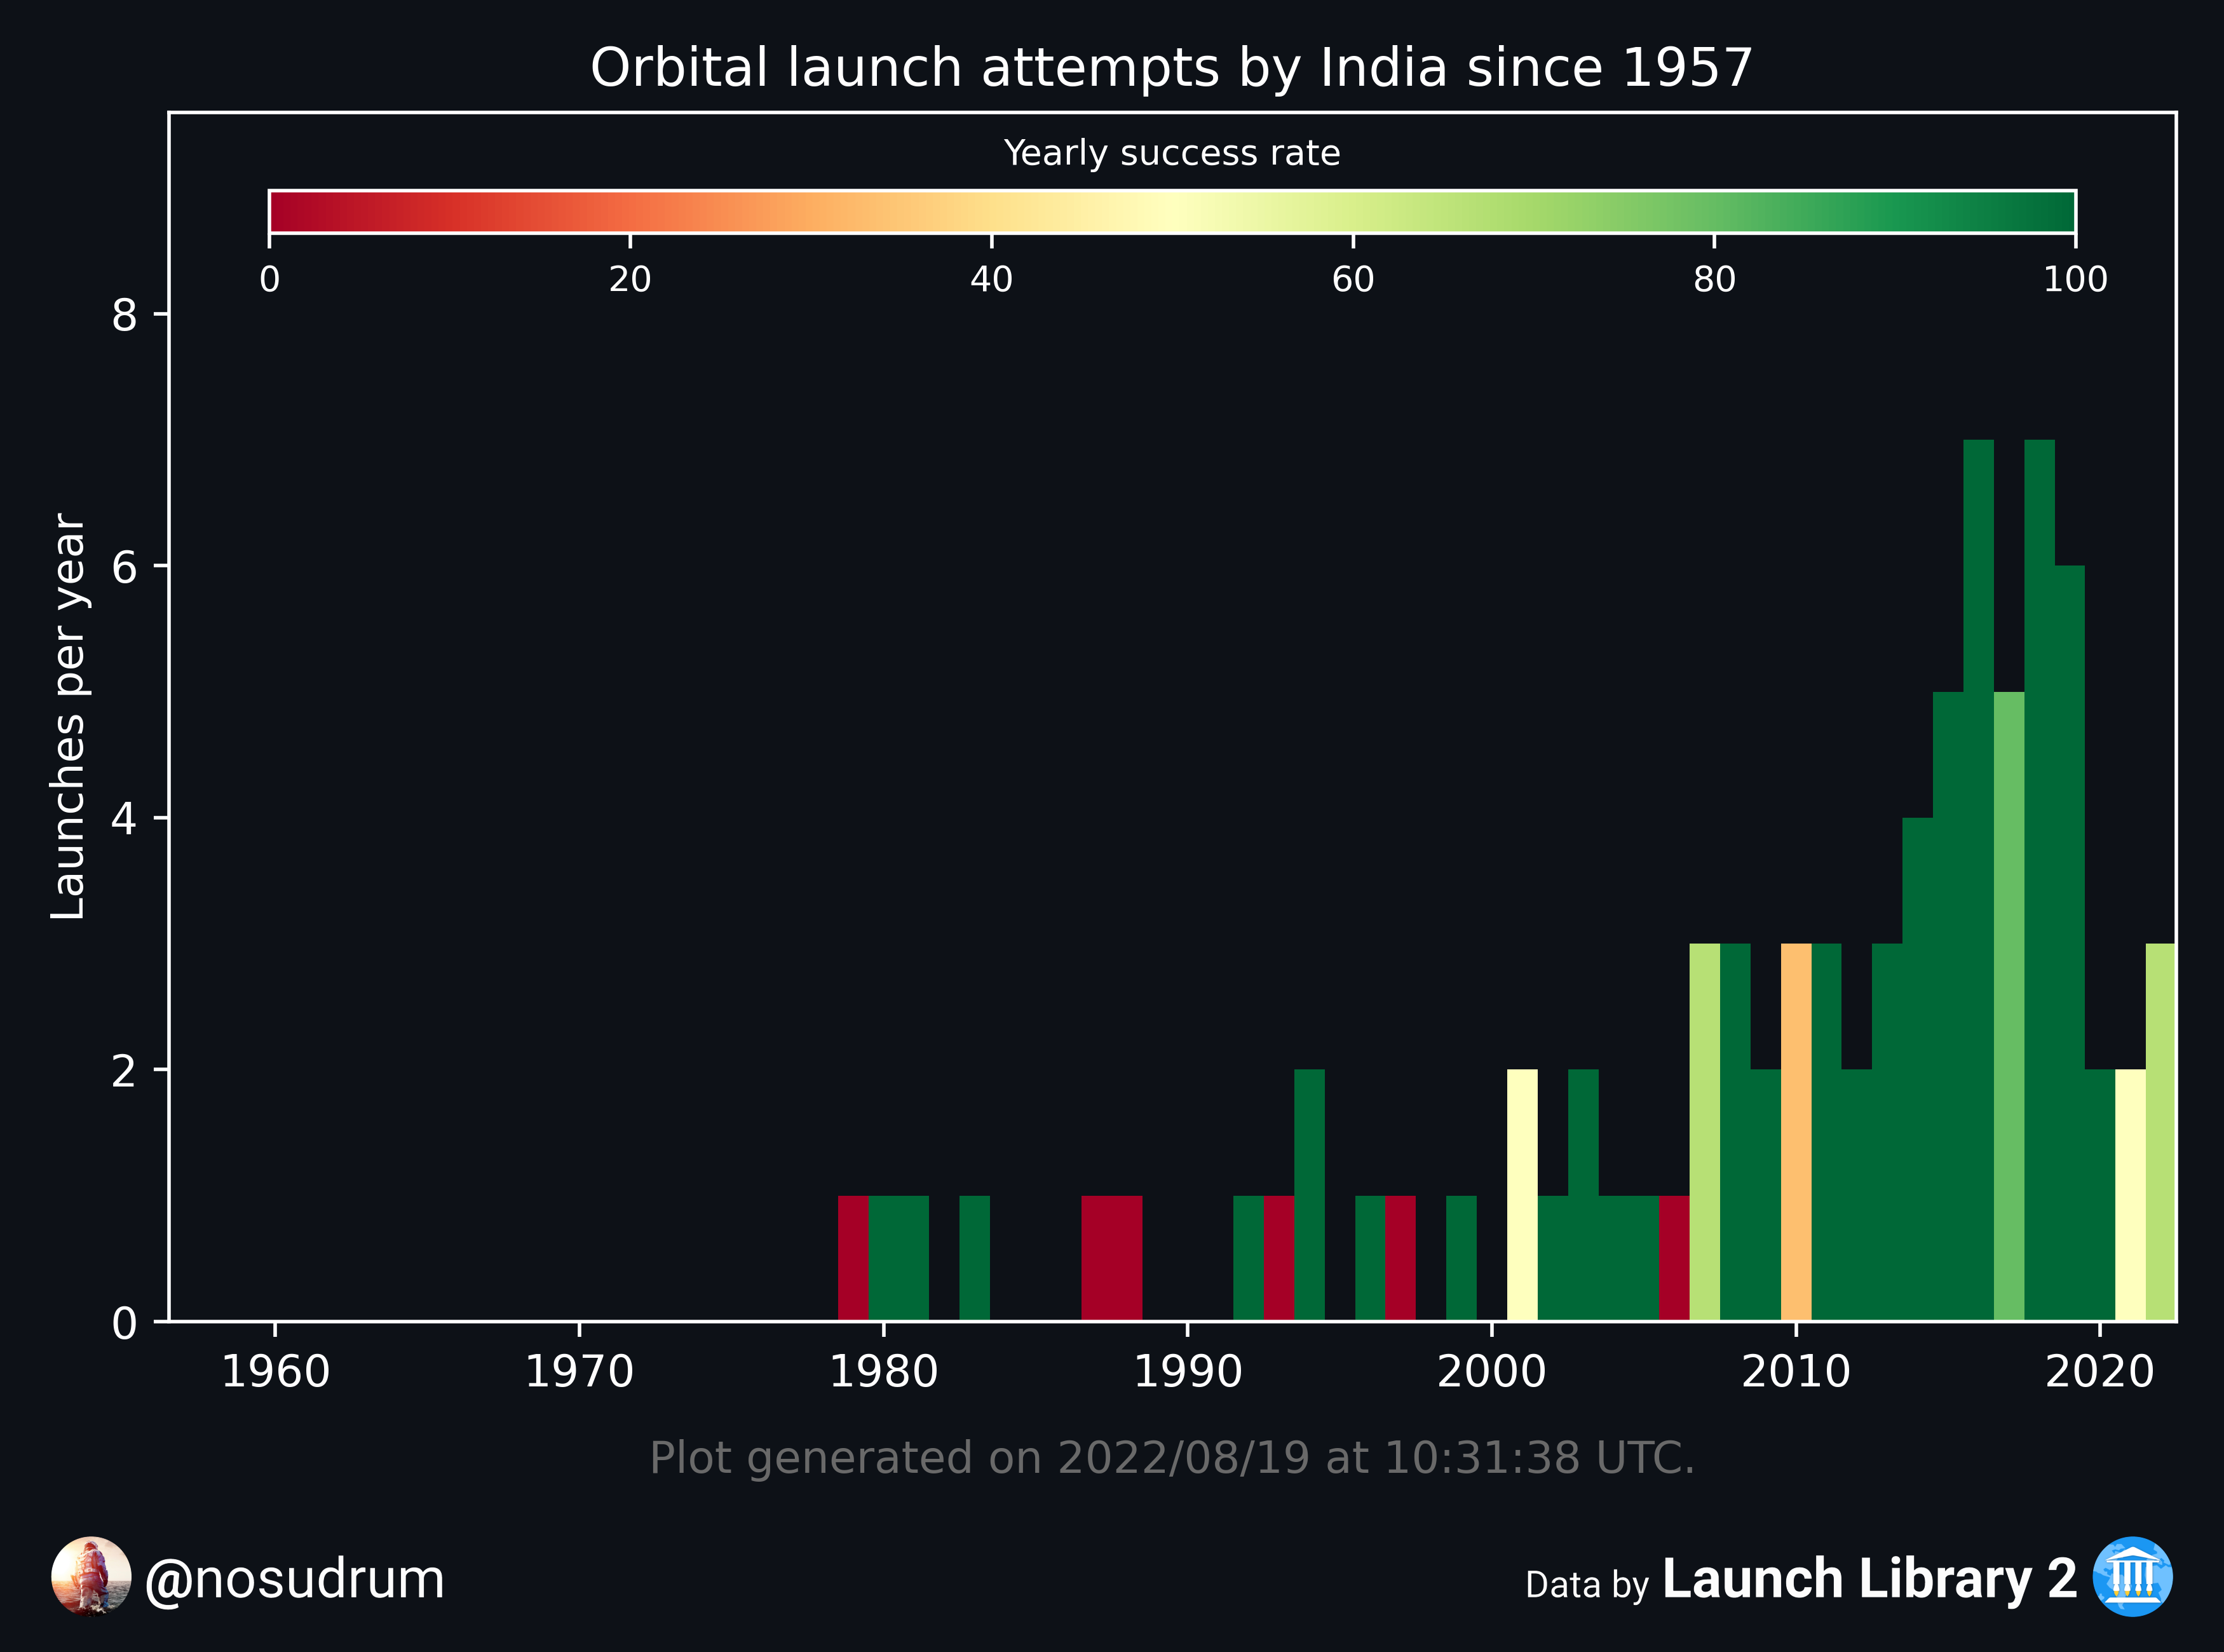 Orbital launch attempts by India since 1957
Yearly success rate
0 20 40 60 80 100
Launches per year
8
6
4
2
0
1960 1970 1980 1990 2000 2010 2020
Plot generated on 2022/08/19 at 10:31:38 UTC.
@nosudrum
Data by Launch Library 2